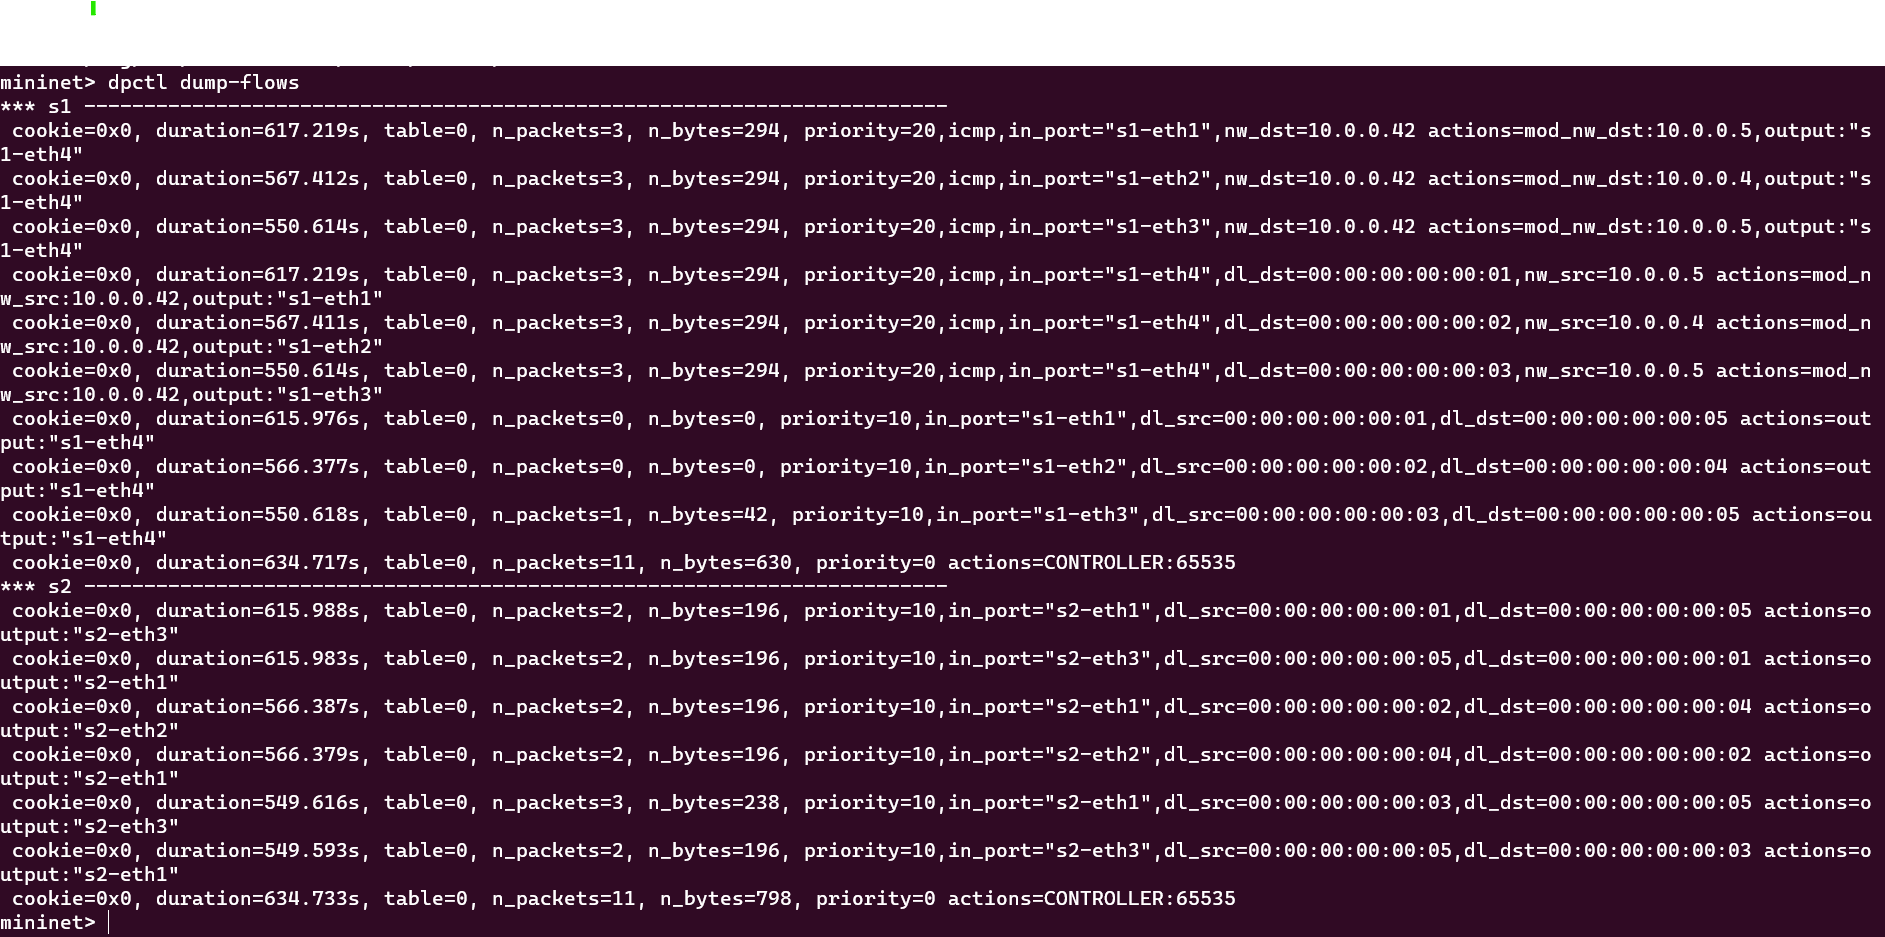 mininet> dpctl dump-flows
*** s1 ------------------------------------------------------------------------
 cookie=0x0, duration=617.219s, table=0, n_packets=3, n_bytes=294, priority=20,icmp,in_port="s1-eth1",nw_dst=10.0.0.42 actions=mod_nw_dst:10.0.0.5,output:"s
1-eth4"
 cookie=0x0, duration=567.412s, table=0, n_packets=3, n_bytes=294, priority=20,icmp,in_port="s1-eth2",nw_dst=10.0.0.42 actions=mod_nw_dst:10.0.0.4,output:"s
1-eth4"
 cookie=0x0, duration=550.614s, table=0, n_packets=3, n_bytes=294, priority=20,icmp,in_port="s1-eth3",nw_dst=10.0.0.42 actions=mod_nw_dst:10.0.0.5,output:"s
1-eth4"
 cookie=0x0, duration=617.219s, table=0, n_packets=3, n_bytes=294, priority=20,icmp,in_port="s1-eth4",dl_dst=00:00:00:00:00:01,nw_src=10.0.0.5 actions=mod_n
w_src:10.0.0.42,output:"s1-eth1"
 cookie=0x0, duration=567.411s, table=0, n_packets=3, n_bytes=294, priority=20,icmp,in_port="s1-eth4",dl_dst=00:00:00:00:00:02,nw_src=10.0.0.4 actions=mod_n
w_src:10.0.0.42,output:"s1-eth2"
 cookie=0x0, duration=550.614s, table=0, n_packets=3, n_bytes=294, priority=20,icmp,in_port="s1-eth4",dl_dst=00:00:00:00:00:03,nw_src=10.0.0.5 actions=mod_n
w_src:10.0.0.42,output:"s1-eth3"
 cookie=0x0, duration=615.976s, table=0, n_packets=0, n_bytes=0, priority=10,in_port="s1-eth1",dl_src=00:00:00:00:00:01,dl_dst=00:00:00:00:00:05 actions=out
put:"s1-eth4"
 cookie=0x0, duration=566.377s, table=0, n_packets=0, n_bytes=0, priority=10,in_port="s1-eth2",dl_src=00:00:00:00:00:02,dl_dst=00:00:00:00:00:04 actions=out
put:"s1-eth4"
 cookie=0x0, duration=550.618s, table=0, n_packets=1, n_bytes=42, priority=10,in_port="s1-eth3",dl_src=00:00:00:00:00:03,dl_dst=00:00:00:00:00:05 actions=ou
tput:"s1-eth4"
 cookie=0x0, duration=634.717s, table=0, n_packets=11, n_bytes=630, priority=0 actions=CONTROLLER:65535
*** s2 ------------------------------------------------------------------------
 cookie=0x0, duration=615.988s, table=0, n_packets=2, n_bytes=196, priority=10,in_port="s2-eth1",dl_src=00:00:00:00:00:01,dl_dst=00:00:00:00:00:05 actions=o
utput:"s2-eth3"
 cookie=0x0, duration=615.983s, table=0, n_packets=2, n_bytes=196, priority=10,in_port="s2-eth3",dl_src=00:00:00:00:00:05,dl_dst=00:00:00:00:00:01 actions=o
utput:"s2-eth1"
 cookie=0x0, duration=566.387s, table=0, n_packets=2, n_bytes=196, priority=10,in_port="s2-eth1",dl_src=00:00:00:00:00:02,dl_dst=00:00:00:00:00:04 actions=o
utput:"s2-eth2"
 cookie=0x0, duration=566.379s, table=0, n_packets=2, n_bytes=196, priority=10,in_port="s2-eth2",dl_src=00:00:00:00:00:04,dl_dst=00:00:00:00:00:02 actions=o
utput:"s2-eth1"
 cookie=0x0, duration=549.616s, table=0, n_packets=3, n_bytes=238, priority=10,in_port="s2-eth1",dl_src=00:00:00:00:00:03,dl_dst=00:00:00:00:00:05 actions=o
utput:"s2-eth3"
 cookie=0x0, duration=549.593s, table=0, n_packets=2, n_bytes=196, priority=10,in_port="s2-eth3",dl_src=00:00:00:00:00:05,dl_dst=00:00:00:00:00:03 actions=o
utput:"s2-eth1"
 cookie=0x0, duration=634.733s, table=0, n_packets=11, n_bytes=798, priority=0 actions=CONTROLLER:65535
mininet>